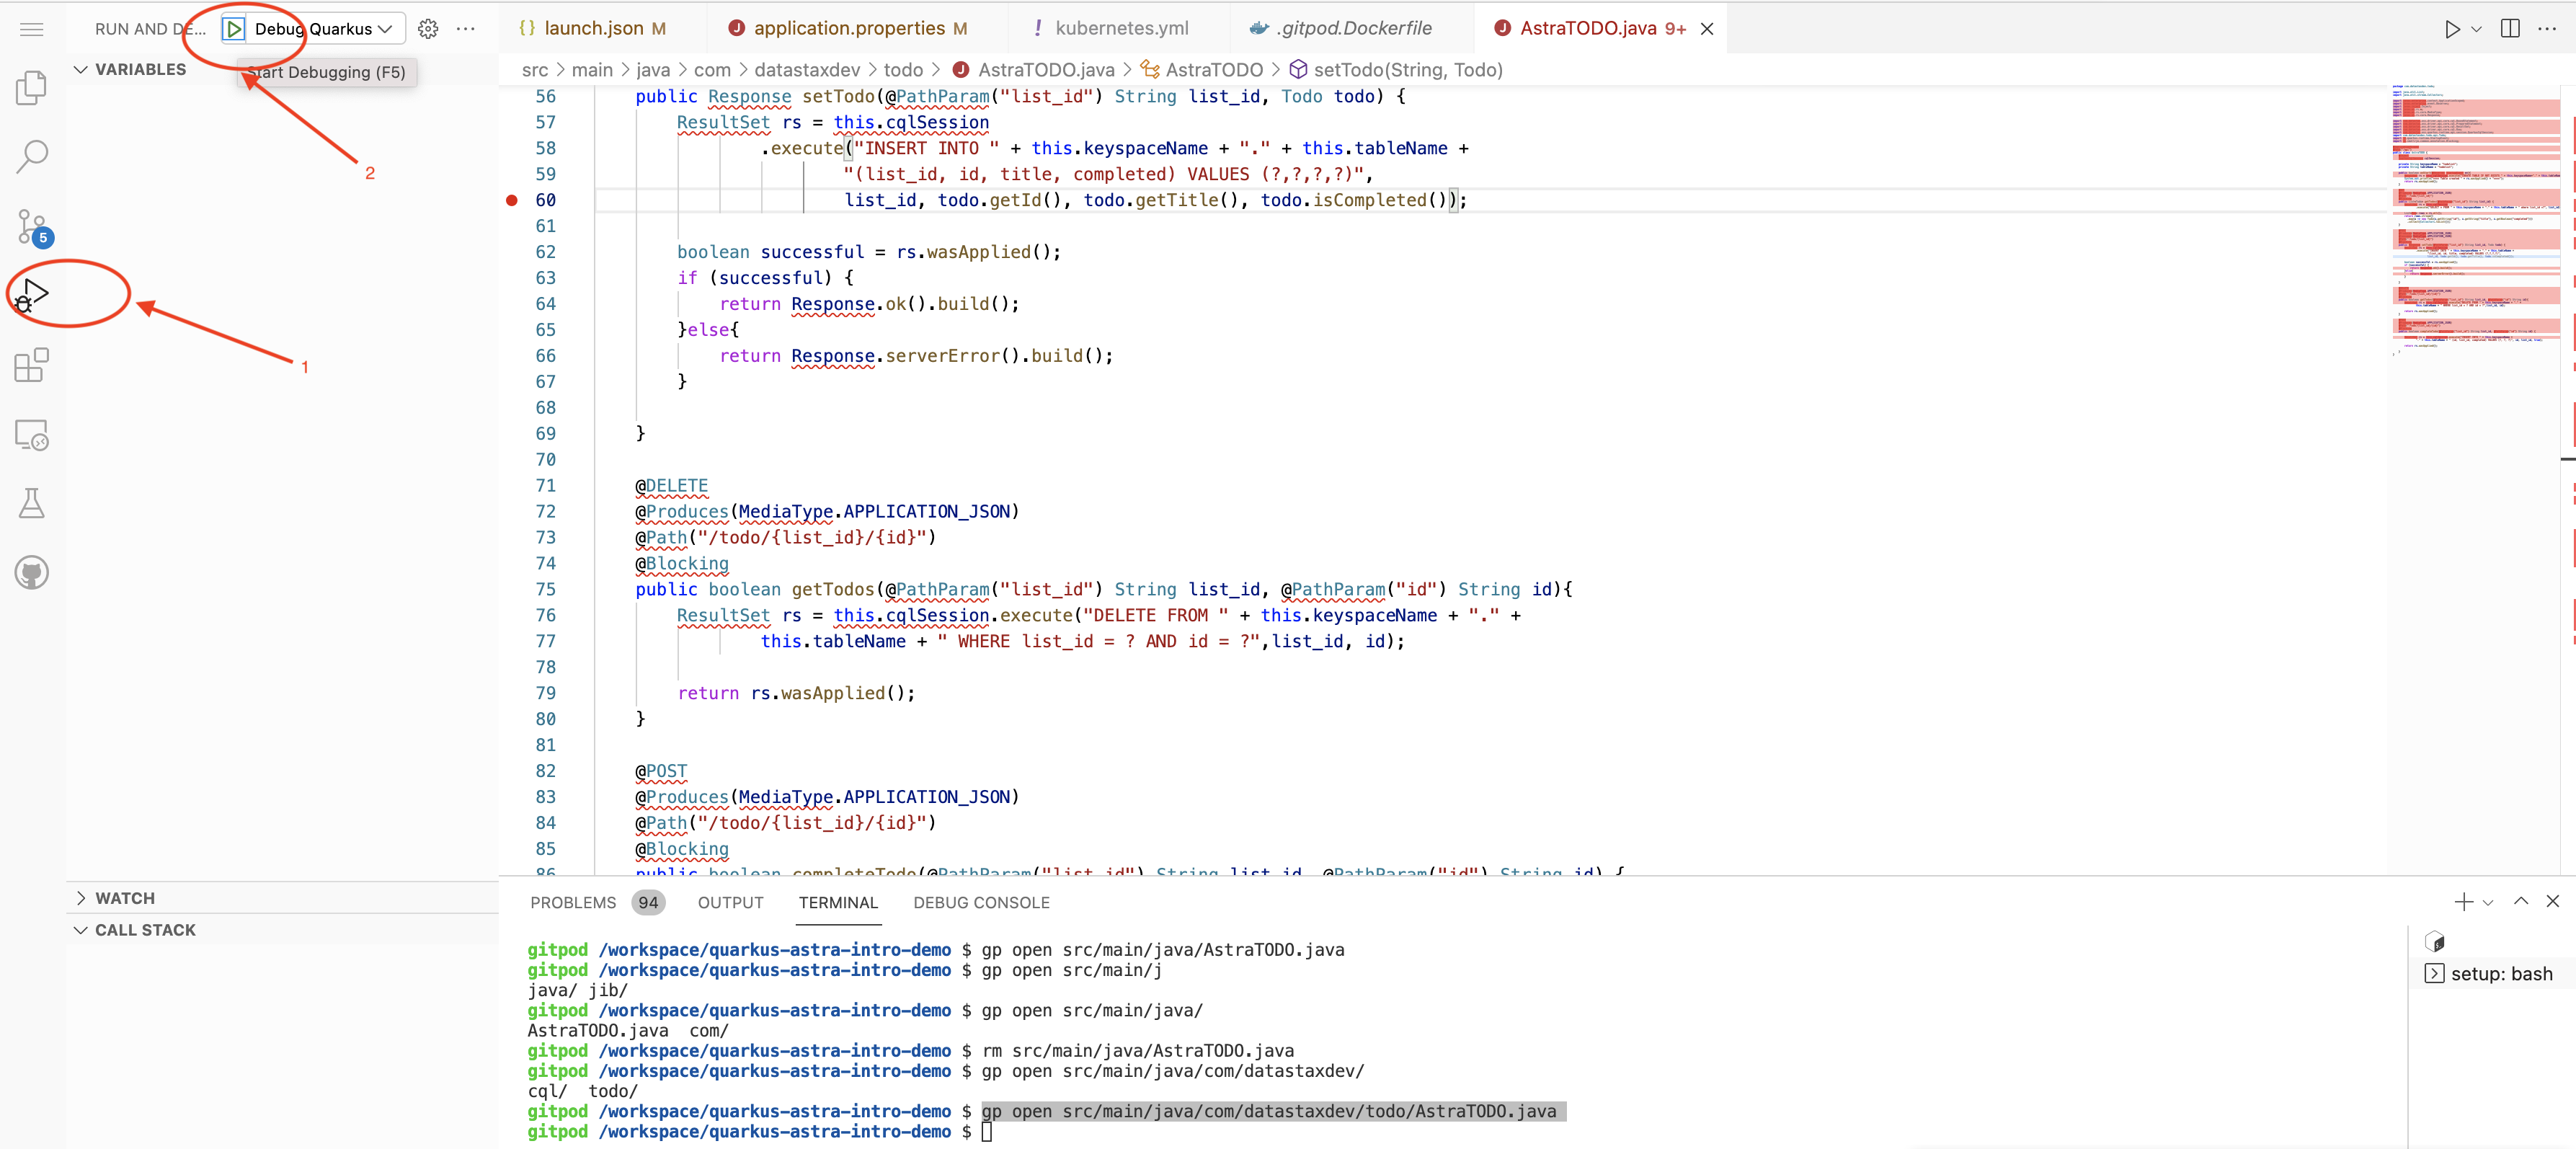 RUN AND DE... Debug Quarkus
Start Debugging (F5)
VARIABLES
2
5
1
WATCH
CALL STACK
{} launch.json M
J application.properties M
! kubernetes.yml
.gitpod.Dockerfile
J AstraTODO.java 9+
src > main > java > com > datastaxdev > todo > J AstraTODO.java > AstraTODO > setTodo(String, Todo)
56 public Response setTodo(@PathParam("list_id") String list_id, Todo todo) {
57 ResultSet rs = this.cqlSession
58 .execute("INSERT INTO " + this.keyspaceName + "." + this.tableName +
59 "(list_id, id, title, completed) VALUES (?,?,?,?)",
60 list_id, todo.getId(), todo.getTitle(), todo.isCompleted());
61
62 boolean successful = rs.wasApplied();
63 if (successful) {
64 return Response.ok().build();
65 }else{
66 return Response.serverError().build();
67 }
68
69 }
70
71 @DELETE
72 @Produces(MediaType.APPLICATION_JSON)
73 @Path("/todo/{list_id}/{id}")
74 @Blocking
75 public boolean getTodos(@PathParam("list_id") String list_id, @PathParam("id") String id){
76 ResultSet rs = this.cqlSession.execute("DELETE FROM " + this.keyspaceName + "." +
77 this.tableName + " WHERE list_id = ? AND id = ?",list_id, id);
78
79 return rs.wasApplied();
80 }
81
82 @POST
83 @Produces(MediaType.APPLICATION_JSON)
84 @Path("/todo/{list_id}/{id}")
85 @Blocking
86 public boolean completeTodo(@PathParam("list_id") String list_id, @PathParam("id") String id) {
PROBLEMS 94 OUTPUT TERMINAL DEBUG CONSOLE
gitpod /workspace/quarkus-astra-intro-demo $ gp open src/main/java/AstraTODO.java
gitpod /workspace/quarkus-astra-intro-demo $ gp open src/main/j
java/ jib/
gitpod /workspace/quarkus-astra-intro-demo $ gp open src/main/java/
AstraTODO.java com/
gitpod /workspace/quarkus-astra-intro-demo $ rm src/main/java/AstraTODO.java
gitpod /workspace/quarkus-astra-intro-demo $ gp open src/main/java/com/datastaxdev/
cql/ todo/
gitpod /workspace/quarkus-astra-intro-demo $ gp open src/main/java/com/datastaxdev/todo/AstraTODO.java
gitpod /workspace/quarkus-astra-intro-demo $
setup: bash